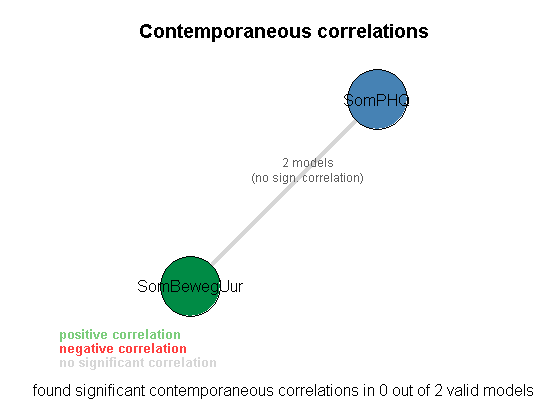 Contemporaneous correlations
SomPHQ
2 models
(no sign. correlation)
SomBewegUur
positive correlation
negative correlation
no significant correlation
found significant contemporaneous correlations in 0 out of 2 valid models